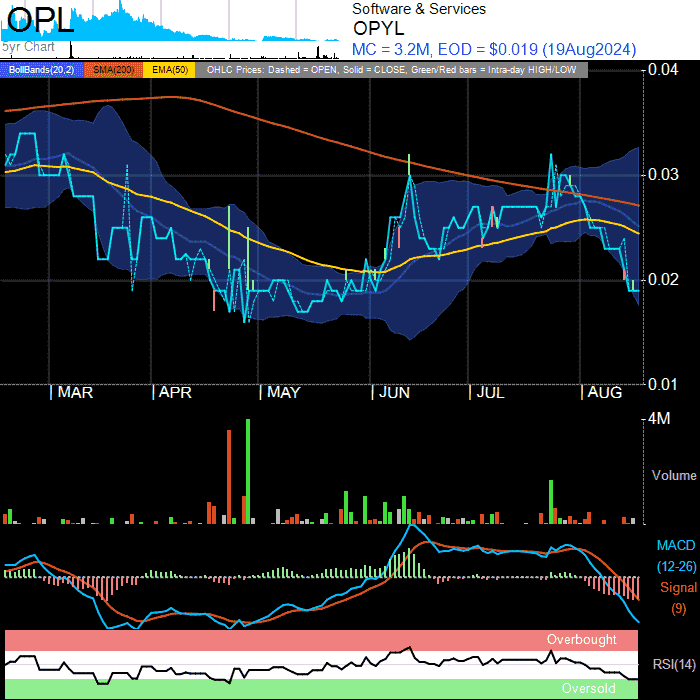 OPL
5yr Chart
Software & Services
OPYL
MC = 3.2M, EOD = $0.019 (19Aug2024)
BollBands(20,2) SMA(200) EMA(50) OHLC Prices: Dashed = OPEN, Solid = CLOSE, Green/Red bars = Intra-day HIGH/LOW
0.04
0.03
0.02
0.01
MAR APR MAY JUN JUL AUG
4M
Volume
MACD
(12-26)
Signal
(9)
Overbought
RSI(14)
Oversold